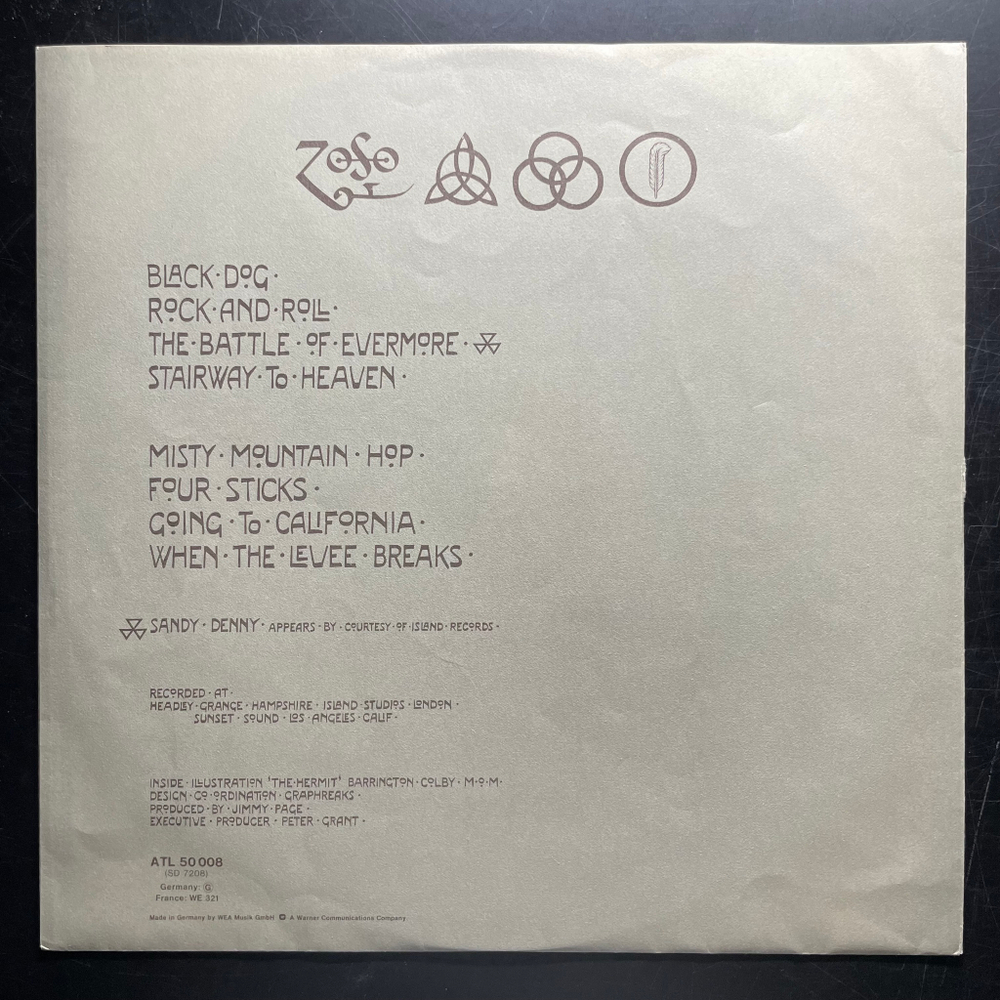 ZOSO
BLACK·DOG·
ROCK·AND·ROLL·
THE·BATTLE·OF·EVERMORE·
STAIRWAY·TO·HEAVEN·
MISTY·MOUNTAIN·HOP·
FOUR·STICKS·
GOING·TO·CALIFORNIA·
WHEN·THE·LEVEE·BREAKS·
SANDY·DENNY·APPEARS·BY·COURTESY·OF·ISLAND·RECORDS·
RECORDED·AT·
HEADLEY·GRANGE·HAMPSHIRE·ISLAND·STUDIOS·LONDON·
SUNSET·SOUND·LOS·ANGELES·CALIF·
INSIDE·ILLUSTRATION 'THE·HERMIT' BARRINGTON·COLBY·M·O·M·
DESIGN·CO·ORDINATION·GRAPHREAKS·
PRODUCED·BY·JIMMY·PAGE·
EXECUTIVE·PRODUCER·PETER·GRANT·
ATL 50 008
(SD 7208)
Germany: G
France: WE 321
Made in Germany by WEA Musik GmbH A Warner Communications Company